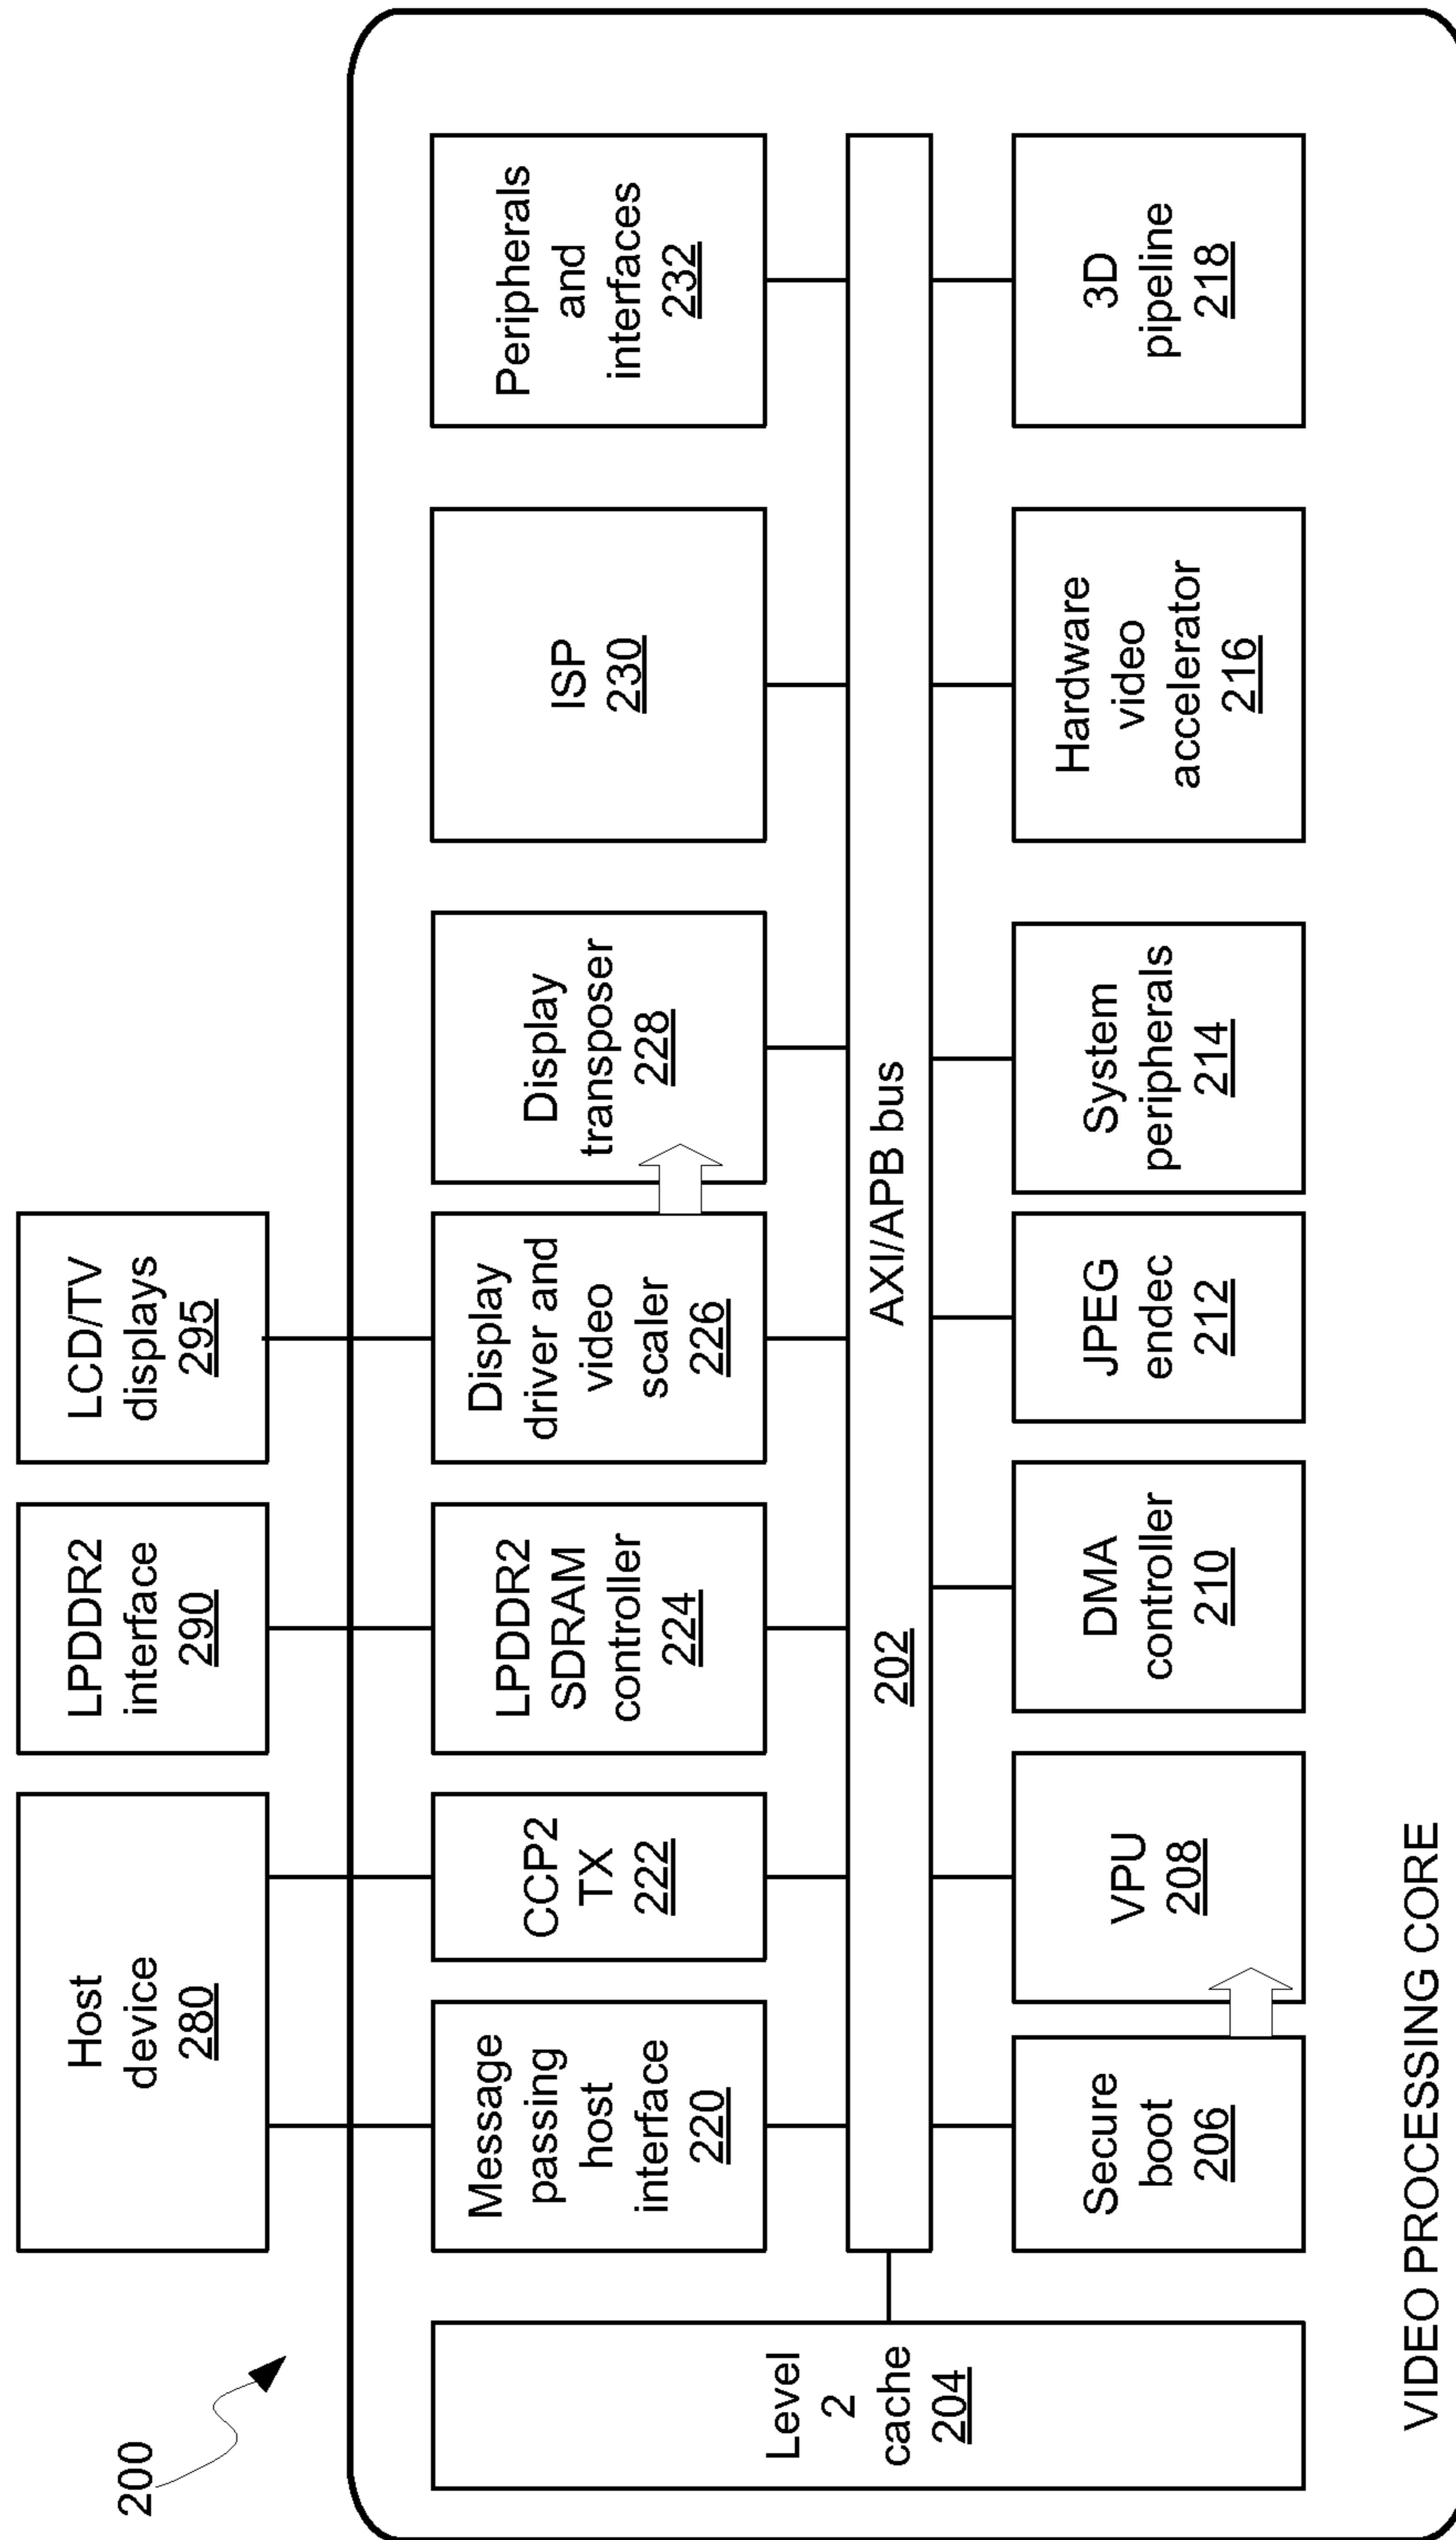 200
Host
device
280
LPDDR2
interface
290
LCD/TV
displays
295
Level
2
cache
204
Message
passing
host
interface
220
CCP2
TX
222
LPDDR2
SDRAM
controller
224
Display
driver and
video
scaler
226
Display
transposer
228
ISP
230
Peripherals
and
interfaces
232
202
AXI/APB bus
Secure
boot
206
VPU
208
DMA
controller
210
JPEG
endec
212
System
peripherals
214
Hardware
video
accelerator
216
3D
pipeline
218
VIDEO PROCESSING CORE